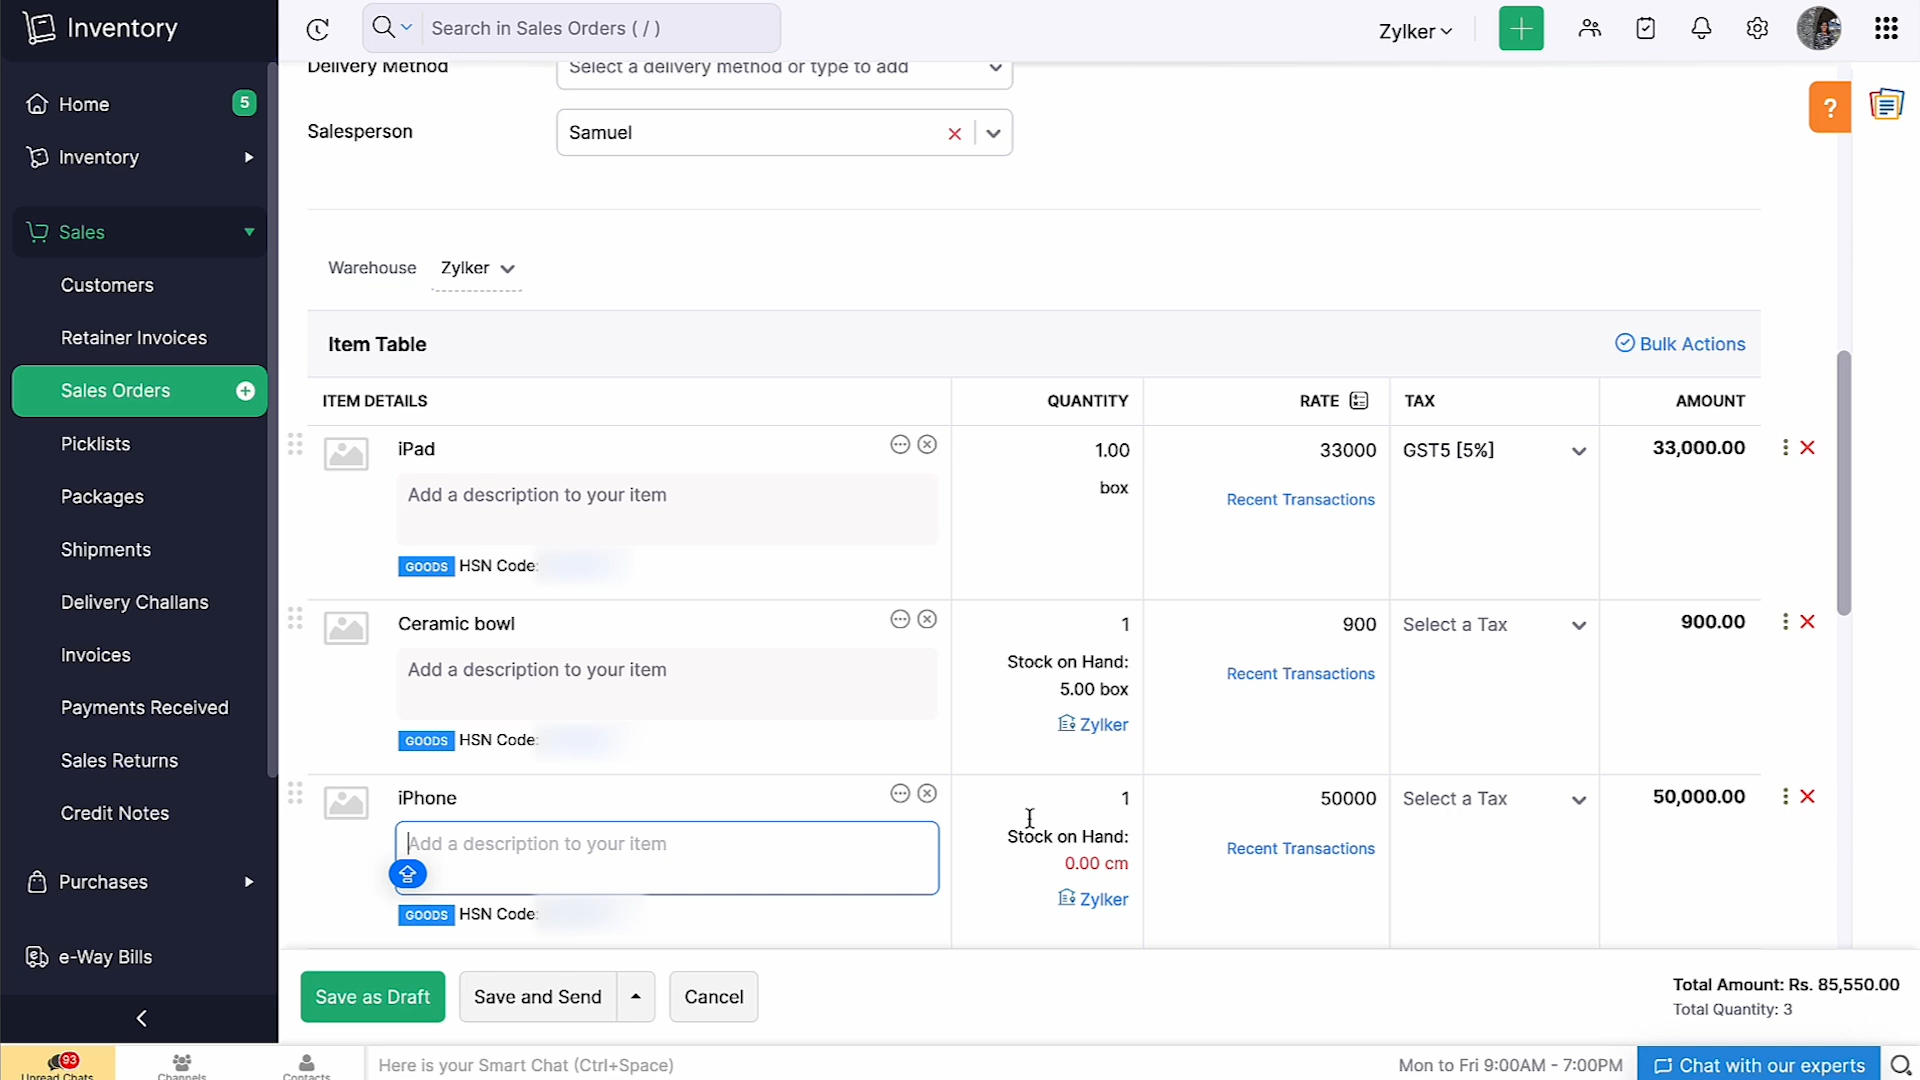 Inventory
Search in Sales Orders ( / )
Zylker
Home
5
Inventory
Sales
Customers
Retainer Invoices
Sales Orders
Picklists
Packages
Shipments
Delivery Challans
Invoices
Payments Received
Sales Returns
Credit Notes
Purchases
e-Way Bills
Delivery Method
Select a delivery method or type to add
?
Salesperson
Samuel
Warehouse
Zylker
Item Table
Bulk Actions
ITEM DETAILS
QUANTITY
RATE
TAX
AMOUNT
iPad
1.00
33000
GST5 [5%]
33,000.00
Add a description to your item
box
Recent Transactions
GOODS HSN Code:
Ceramic bowl
1
900
Select a Tax
900.00
Add a description to your item
Stock on Hand:
5.00 box
Recent Transactions
Zylker
GOODS HSN Code:
iPhone
1
50000
Select a Tax
50,000.00
Add a description to your item
Stock on Hand:
0.00 cm
Recent Transactions
Zylker
GOODS HSN Code:
Save as Draft
Save and Send
Cancel
Total Amount: Rs. 85,550.00
Total Quantity: 3
93
Unread Chats
Channels
Contacts
Here is your Smart Chat (Ctrl+Space)
Mon to Fri 9:00AM - 7:00PM
Chat with our experts